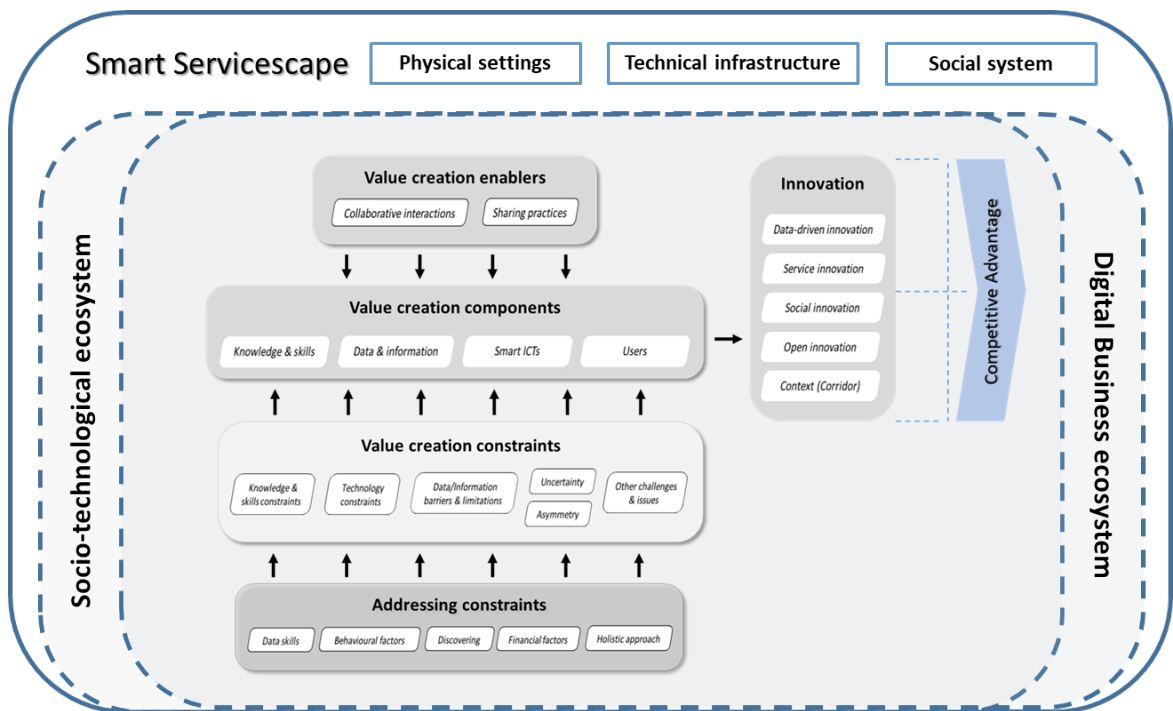 Smart Servicescape
Physical settings
Technical infrastructure
Social system
Socio-technological ecosystem
Value creation enablers
Collaborative interactions
Sharing practices
Value creation components
Knowledge & skills
Data & information
Smart ICTs
Users
Value creation constraints
Knowledge &
skills constraints
Technology
constraints
Data/Information
barriers & limitations
Uncertainty
Asymmetry
Other challenges
& issues
Addressing constraints
Data skills
Behavioural factors
Discovering
Financial factors
Holistic approach
Innovation
Data-driven innovation
Service innovation
Social innovation
Open innovation
Context (Corridor)
Competitive Advantage
Digital Business ecosystem